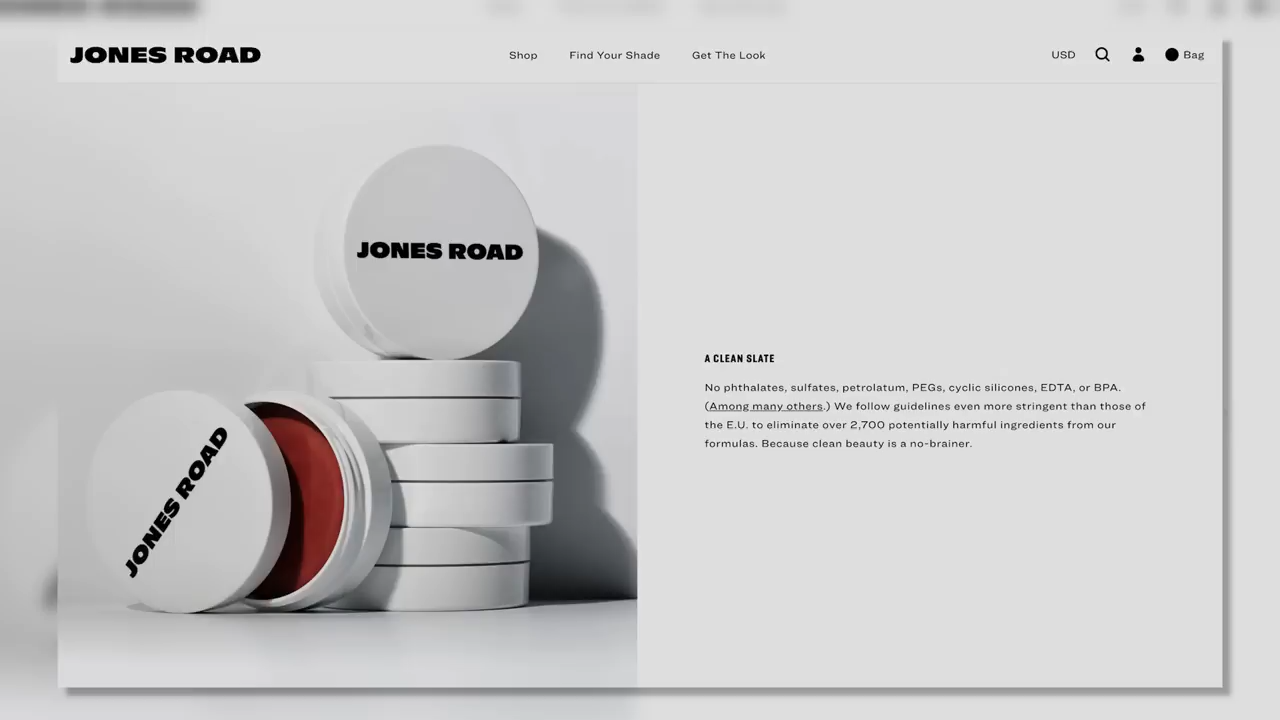 JONES ROAD
Shop
Find Your Shade
Get The Look
USD
Bag
JONES ROAD
JONES ROAD
A CLEAN SLATE
No phthalates, sulfates, petrolatum, PEGs, cyclic silicones, EDTA, or BPA.
(Among many others.) We follow guidelines even more stringent than those of
the E.U. to eliminate over 2,700 potentially harmful ingredients from our
formulas. Because clean beauty is a no-brainer.